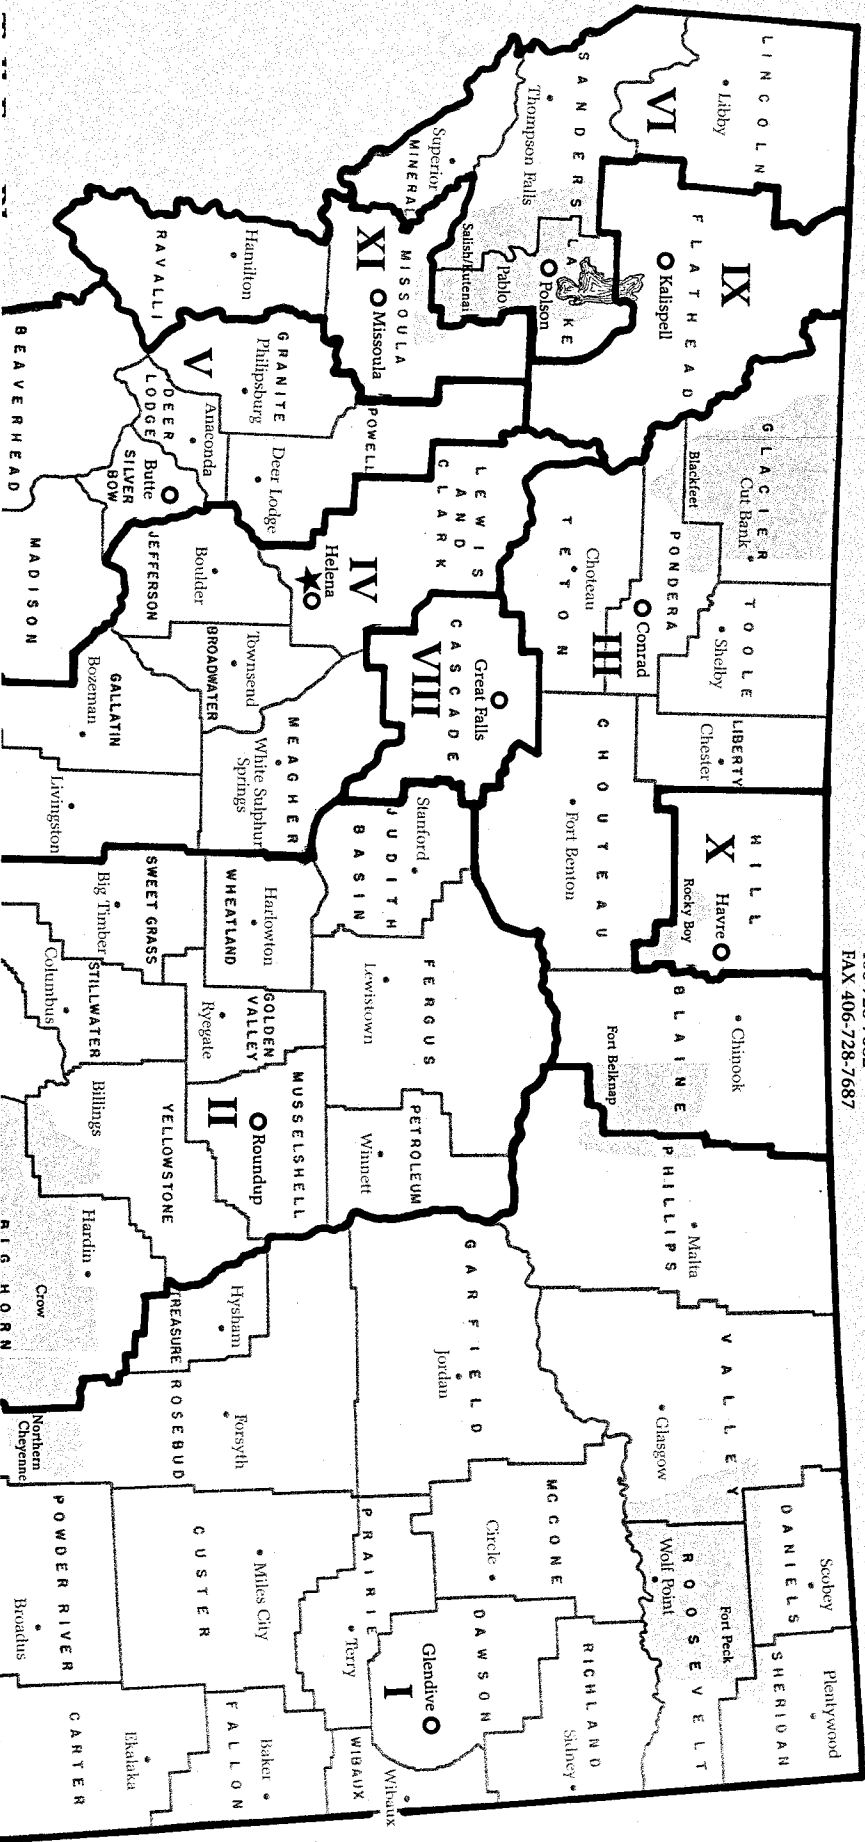 FAX 406-728-7687
LINCOLN
Libby
VI
SANDERS
Thompson Falls
Superior
MINERAL
FLATHEAD
IX
Kalispell
LAKE
Polson
Pablo
Salish/Kutenai
MISSOULA
XI
Missoula
Hamilton
RAVALLI
GLACIER
Cut Bank
Blackfeet
PONDERA
Conrad
TOOLE
Shelby
LIBERTY
Chester
III
TETON
Choteau
LEWIS
AND
CLARK
POWELL
Deer Lodge
GRANITE
Philipsburg
V
DEER
LODGE
Anaconda
SILVER
BOW
Butte
BEAVERHEAD
MADISON
IV
Helena
JEFFERSON
Boulder
BROADWATER
Townsend
CASCADE
Great Falls
VIII
MEAGHER
White Sulphur
Springs
GALLATIN
Bozeman
Livingston
HILL
X
Havre
Rocky Boy
CHOUTEAU
Fort Benton
JUDITH
BASIN
Stanford
WHEATLAND
Harlowton
SWEET GRASS
Big Timber
BLAINE
Chinook
Fort Belknap
FERGUS
Lewistown
PETROLEUM
Winnett
GOLDEN
VALLEY
Ryegate
MUSSELSHELL
Roundup
II
STILLWATER
Columbus
YELLOWSTONE
Billings
BIG HORN
Hardin
Crow
PHILLIPS
Malta
VALLEY
Glasgow
GARFIELD
Jordan
TREASURE
Hysham
ROSEBUD
Forsyth
Northern
Cheyenne
DANIELS
Scobey
SHERIDAN
Plentywood
ROOSEVELT
Wolf Point
Fort Peck
MCCONE
Circle
RICHLAND
Sidney
DAWSON
Glendive
I
PRAIRIE
Terry
WIBAUX
Wibaux
CUSTER
Miles City
FALLON
Baker
POWDER RIVER
Broadus
CARTER
Ekalaka